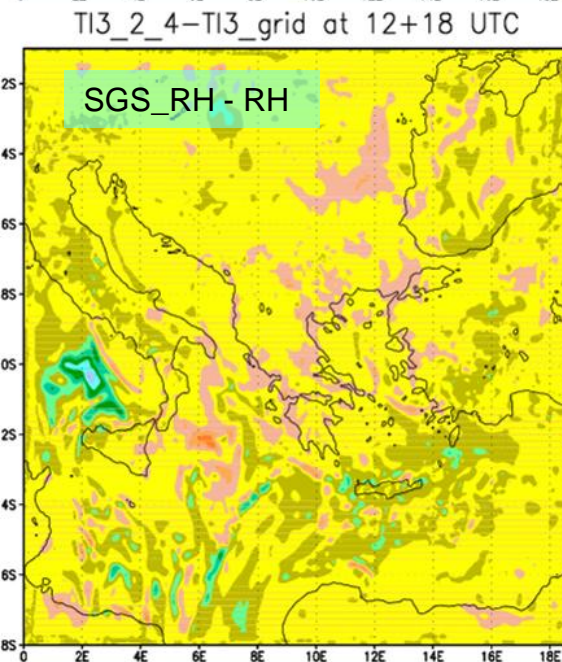 TI3_2_4-TI3_grid at 12+18 UTC
SGS_RH - RH
2S
4S
6S
8S
0S
2S
4S
6S
8S
0 2E 4E 6E 8E 10E 12E 14E 16E 18E